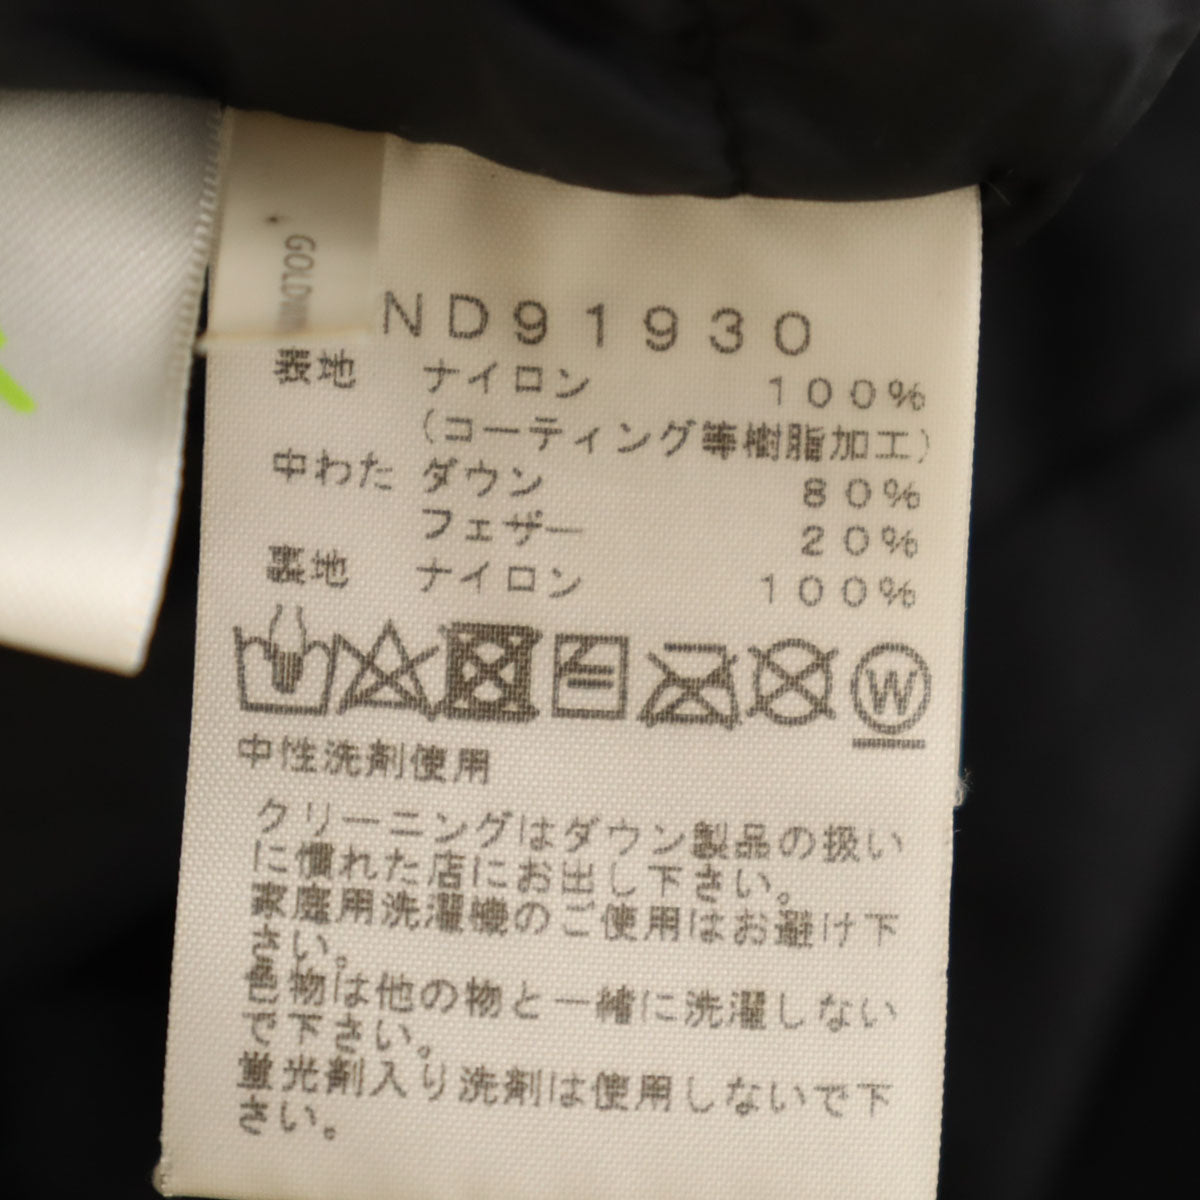 GOLDWIN
ND91930
表地 ナイロン 100%
(コーティング等樹脂加工)
中わた ダウン 80%
フェザー 20%
裏地 ナイロン 100%
W
中性洗剤使用
クリーニングはダウン製品の扱い
に慣れた店にお出し下さい。
家庭用洗濯機のご使用はお避け下
さい。
色物は他の物と一緒に洗濯しない
で下さい。
蛍光剤入り洗剤は使用しないで下
さい。